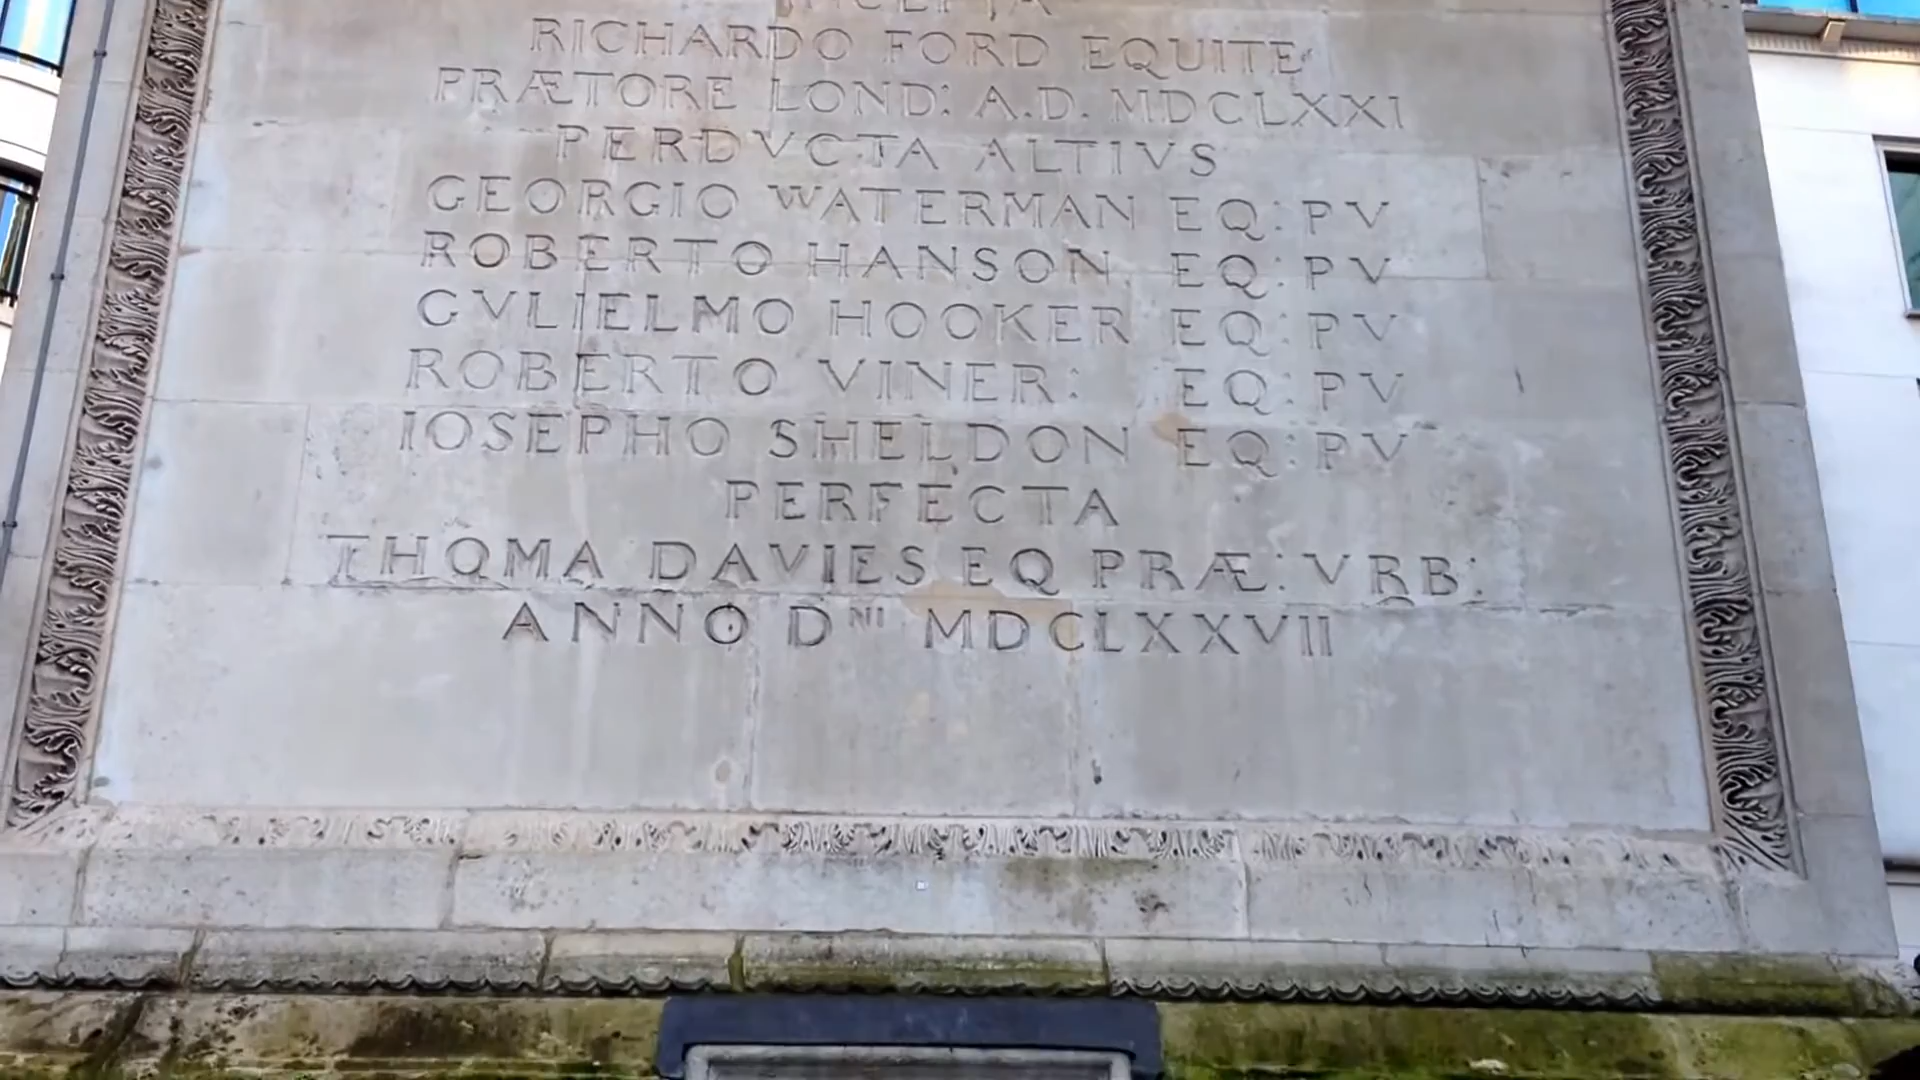 INCEPTA
RICHARDO FORD EQUITE
PRÆTORE LOND: A.D. MDCLXXI
PERDVCTA ALTIVS
GEORGIO WATERMAN EQ: PV
ROBERTO HANSON EQ: PV
GVLIELMO HOOKER EQ: PV
ROBERTO VINER: EQ: PV
IOSEPHO SHELDON EQ: PV
PERFECTA
THOMA DAVIES EQ PRÆ: VRB:
ANNO DNI MDCLXXVII